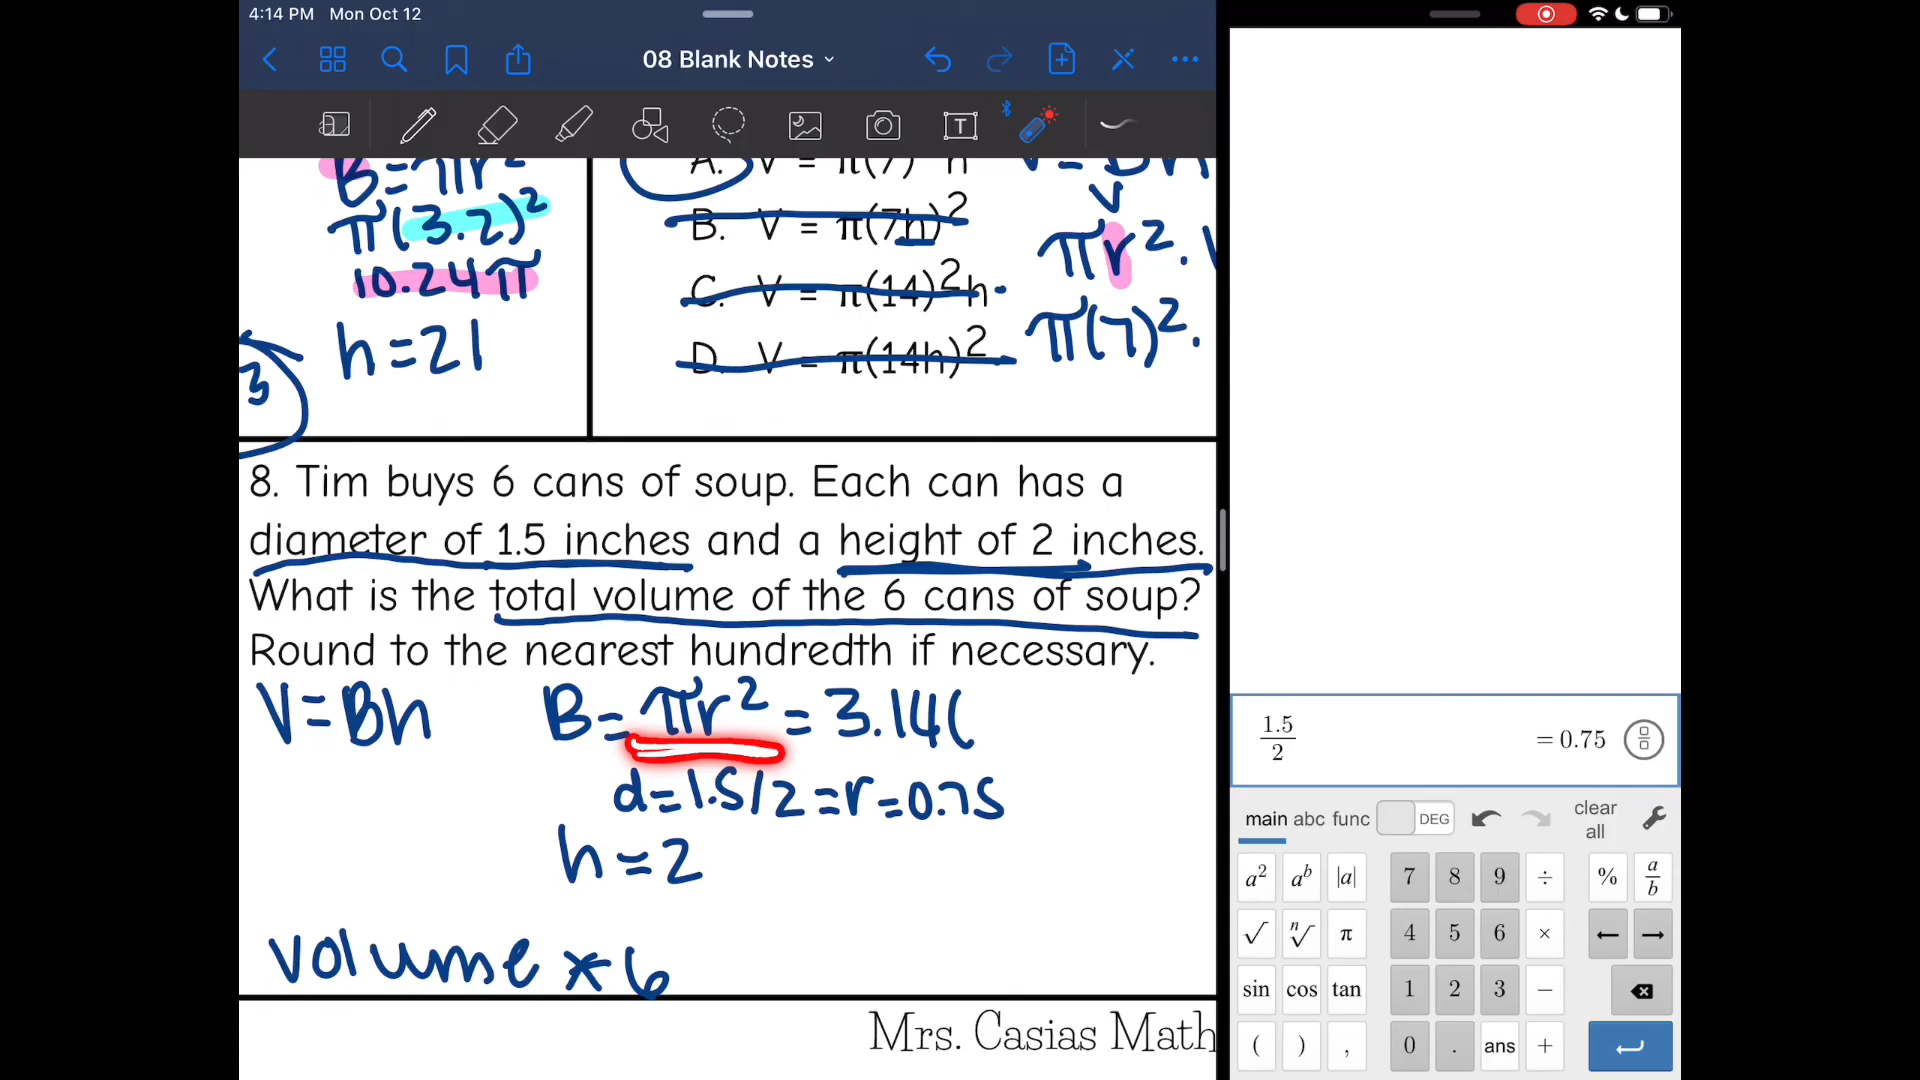 4:14 PM Mon Oct 12
08 Blank Notes
B = πr²
π(3.2)²
10.24π
h = 21
3
A. V = π(7)² h
B. V = π(7h)²
C. V = π(14)²h
D. V = π(14h)²
V = Bh
πr² ·
π(7)² ·
8. Tim buys 6 cans of soup. Each can has a
diameter of 1.5 inches and a height of 2 inches.
What is the total volume of the 6 cans of soup?
Round to the nearest hundredth if necessary.
V = Bh B = πr² = 3.14(
d = 1.5/2 = r = 0.75
h = 2
volume * 6
Mrs. Casias Math
1.5/2 = 0.75
main abc func DEG clear all
a² aᵇ |a| 7 8 9 ÷ % a/b
√ ⁿ√ π 4 5 6 × ← →
sin cos tan 1 2 3 −
( ) , 0 . ans +